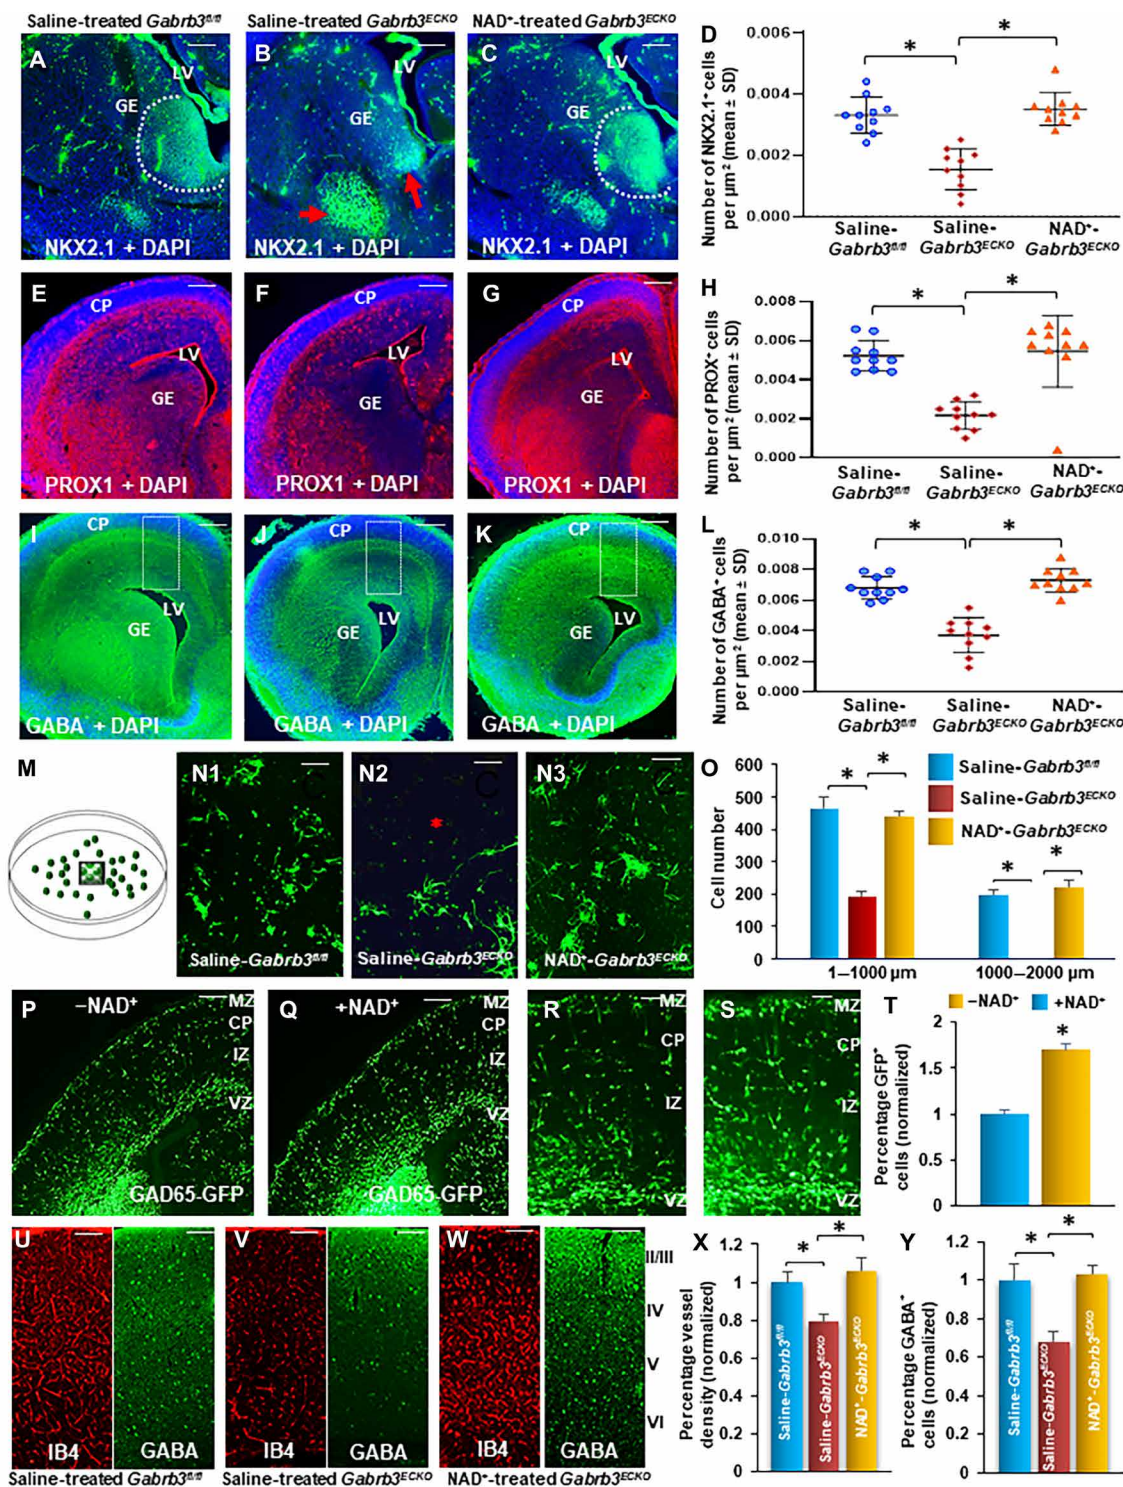 Saline-treated Gabrb3fl/fl Saline-treated Gabrb3ECKO NAD+-treated Gabrb3ECKO
A LV GE NKX2.1 + DAPI
B LV GE NKX2.1 + DAPI
C LV GE NKX2.1 + DAPI
D
Number of NKX2.1+ cells
per µm-2 (mean ± SD)
0.006
0.004
0.002
0.000
* *
Saline- Saline- NAD+-
Gabrb3fl/fl Gabrb3ECKO Gabrb3ECKO
E CP LV GE PROX1 + DAPI
F LV GE PROX1 + DAPI
G CP LV GE PROX1 + DAPI
H
Number of PROX+ cells
per µm-2 (mean ± SD)
0.008
0.006
0.004
0.002
0.000
* *
Saline- Saline- NAD+-
Gabrb3fl/fl Gabrb3ECKO Gabrb3ECKO
I CP LV GE GABA + DAPI
J CP LV GE GABA + DAPI
K CP LV GE GABA + DAPI
L
Number of GABA+ cells
per µm-2 (mean ± SD)
0.010
0.008
0.006
0.004
0.002
0.000
* *
Saline- Saline- NAD+-
Gabrb3fl/fl Gabrb3ECKO Gabrb3ECKO
M
N1 C Saline-Gabrb3fl/fl
N2 C * Saline-Gabrb3ECKO
N3 C NAD+-Gabrb3ECKO
O
Cell number
600
500
400
300
200
100
0
* * * *
1–1000 µm 1000–2000 µm
Saline-Gabrb3fl/fl
Saline-Gabrb3ECKO
NAD+-Gabrb3ECKO
P –NAD+ MZ CP IZ VZ GAD65-GFP
Q +NAD+ MZ CP IZ VZ GAD65-GFP
R MZ CP IZ VZ
S MZ CP IZ VZ
T
–NAD+ +NAD+
Percentage GFP+
cells (normalized)
2
1.5
1
0.5
0
*
U IB4 GABA
V IB4 GABA
W IB4 GABA
II/III
IV
V
VI
Saline-treated Gabrb3fl/fl Saline-treated Gabrb3ECKO NAD+-treated Gabrb3ECKO
X
Percentage vessel
density (normalized)
1.2
1
0.8
0.6
0.4
0.2
0
* *
Saline-Gabrb3fl/fl
Saline-Gabrb3ECKO
NAD+-Gabrb3ECKO
Y
Percentage GABA+
cells (normalized)
1.2
1
0.8
0.6
0.4
0.2
0
* *
Saline-Gabrb3fl/fl
Saline-Gabrb3ECKO
NAD+-Gabrb3ECKO